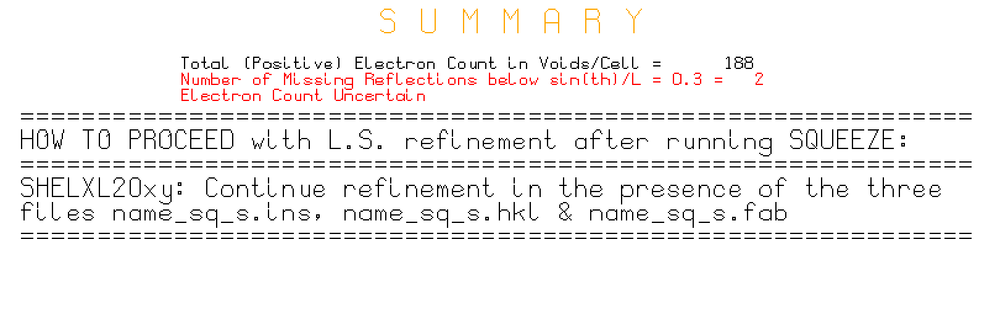 S U M M A R Y
Total (Positive) Electron Count in Voids/Cell = 188
Number of Missing Reflections below sin(th)/L = 0.3 = 2
Electron Count Uncertain
==============================================================
HOW TO PROCEED with L.S. refinement after running SQUEEZE:
==============================================================
SHELXL20xy: Continue refinement in the presence of the three
files name_sq_s.ins, name_sq_s.hkl & name_sq_s.fab
==============================================================